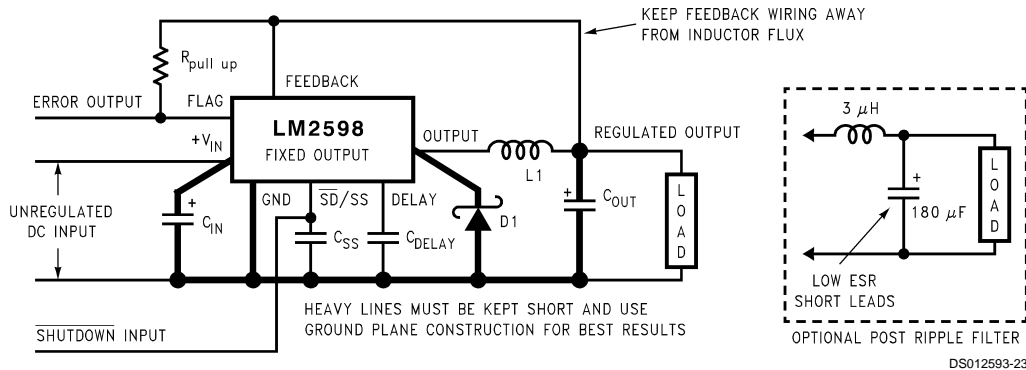 KEEP FEEDBACK WIRING AWAY
FROM INDUCTOR FLUX
Rpull up
FEEDBACK
ERROR OUTPUT
FLAG
LM2598
FIXED OUTPUT
+VIN
OUTPUT
REGULATED OUTPUT
L1
UNREGULATED
DC INPUT
+
CIN
GND
SD/SS
DELAY
CSS
CDELAY
D1
+
COUT
LOAD
HEAVY LINES MUST BE KEPT SHORT AND USE
GROUND PLANE CONSTRUCTION FOR BEST RESULTS
SHUTDOWN INPUT
3 μH
+
180 μF
LOAD
LOW ESR
SHORT LEADS
OPTIONAL POST RIPPLE FILTER
DS012593-23